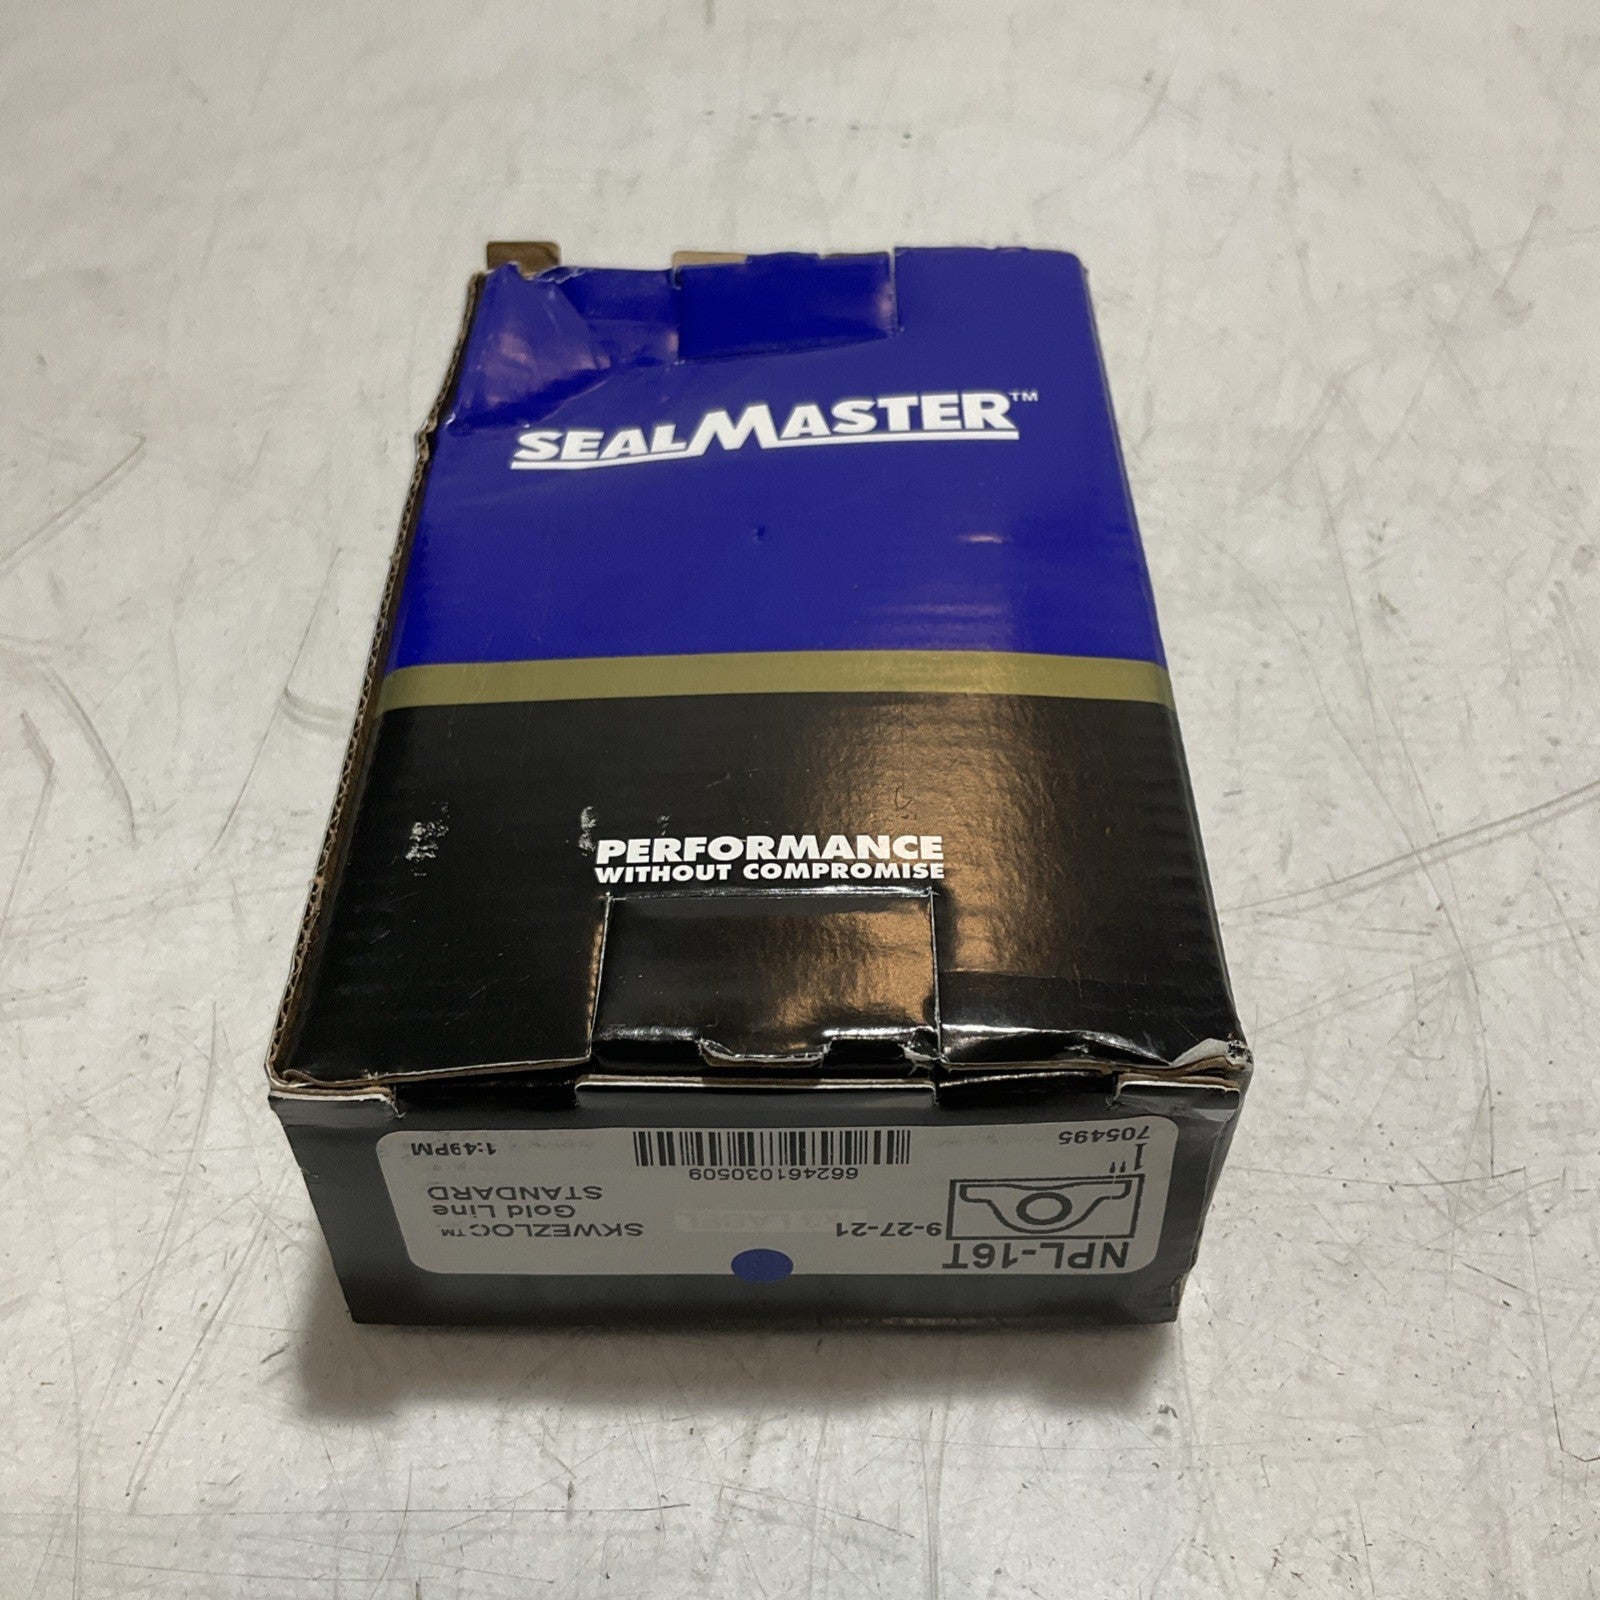 SEALMASTER™
PERFORMANCE
WITHOUT COMPROMISE
NPL-16T
9-27-21
SKWEZLOC™
Gold Line
STANDARD
1"
705495
662461030509
1:49PM